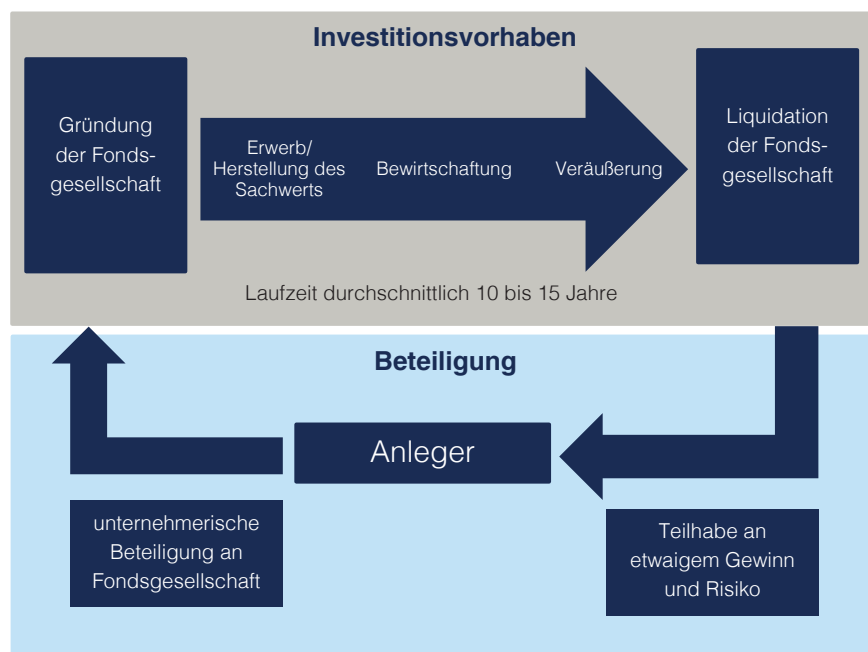 Investitionsvorhaben
Gründung
der Fonds-
gesellschaft
Erwerb/
Herstellung des
Sachwerts
Bewirtschaftung
Veräußerung
Liquidation
der Fonds-
gesellschaft
Laufzeit durchschnittlich 10 bis 15 Jahre
Beteiligung
Anleger
unternehmerische
Beteiligung an
Fondsgesellschaft
Teilhabe an
etwaigem Gewinn
und Risiko